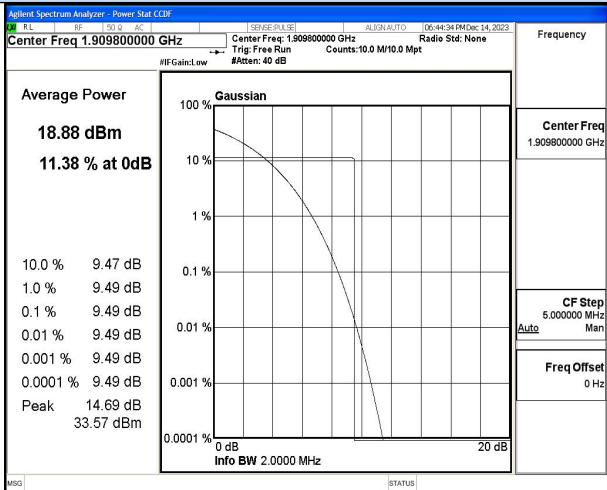 Agilent Spectrum Analyzer - Power Stat CCDF
RL RF 50 Ω AC SENSE:PULSE ALIGN AUTO 06:44:34 PM Dec 14, 2023
Center Freq 1.909800000 GHz
Center Freq: 1.909800000 GHz Radio Std: None
Trig: Free Run Counts:10.0 M/10.0 Mpt
#IFGain:Low #Atten: 40 dB
Frequency
Average Power
18.88 dBm
11.38 % at 0dB
10.0 % 9.47 dB
1.0 % 9.49 dB
0.1 % 9.49 dB
0.01 % 9.49 dB
0.001 % 9.49 dB
0.0001 % 9.49 dB
Peak 14.69 dB
33.57 dBm
Gaussian
100 %
10 %
1 %
0.1 %
0.01 %
0.001 %
0.0001 %
0 dB 20 dB
Info BW 2.0000 MHz
Center Freq
1.909800000 GHz
CF Step
5.000000 MHz
Auto Man
Freq Offset
0 Hz
MSG STATUS